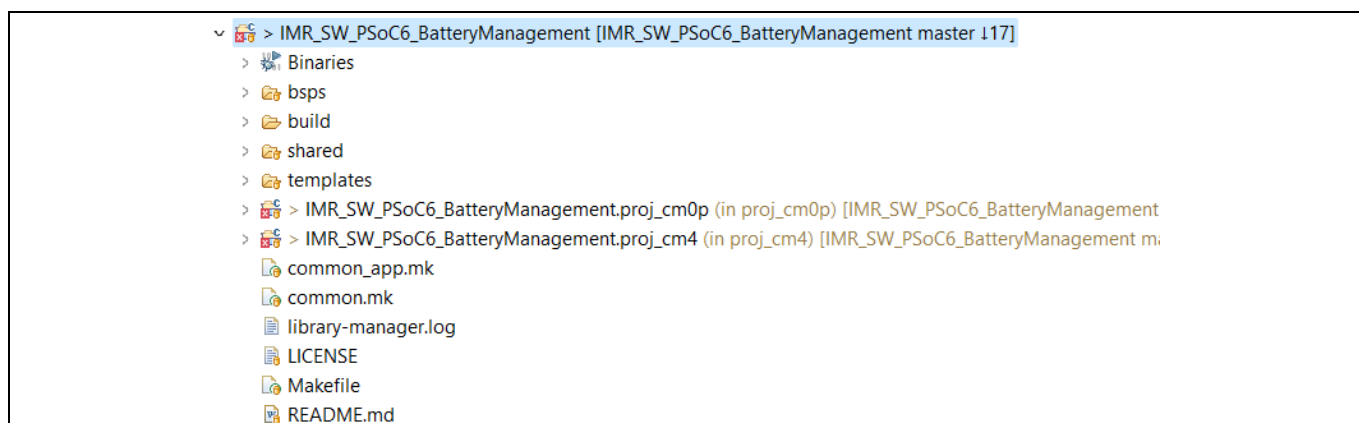 > IMR_SW_PSoC6_BatteryManagement [IMR_SW_PSoC6_BatteryManagement master ↓17]
Binaries
bsps
build
shared
templates
> IMR_SW_PSoC6_BatteryManagement.proj_cm0p (in proj_cm0p) [IMR_SW_PSoC6_BatteryManagement
> IMR_SW_PSoC6_BatteryManagement.proj_cm4 (in proj_cm4) [IMR_SW_PSoC6_BatteryManagement ma
common_app.mk
common.mk
library-manager.log
LICENSE
Makefile
README.md